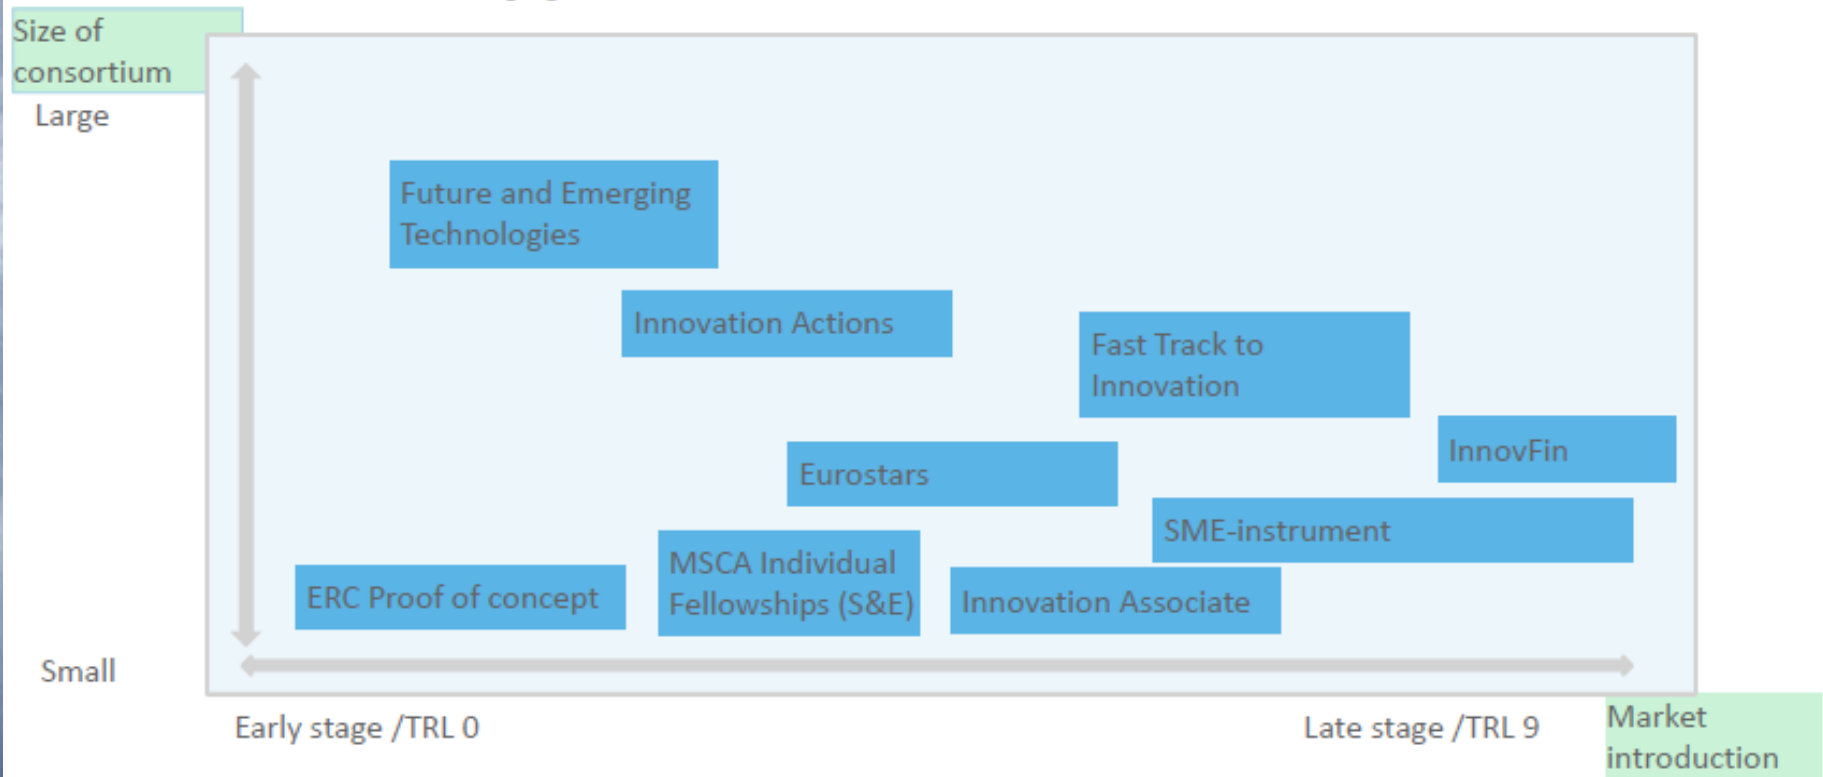 Size of
consortium
Large
Future and Emerging
Technologies
Innovation Actions
Fast Track to
Innovation
InnovFin
Eurostars
SME-instrument
MSCA Individual
Fellowships (S&E)
ERC Proof of concept
Innovation Associate
Small
Early stage /TRL 0
Late stage /TRL 9
Market
introduction